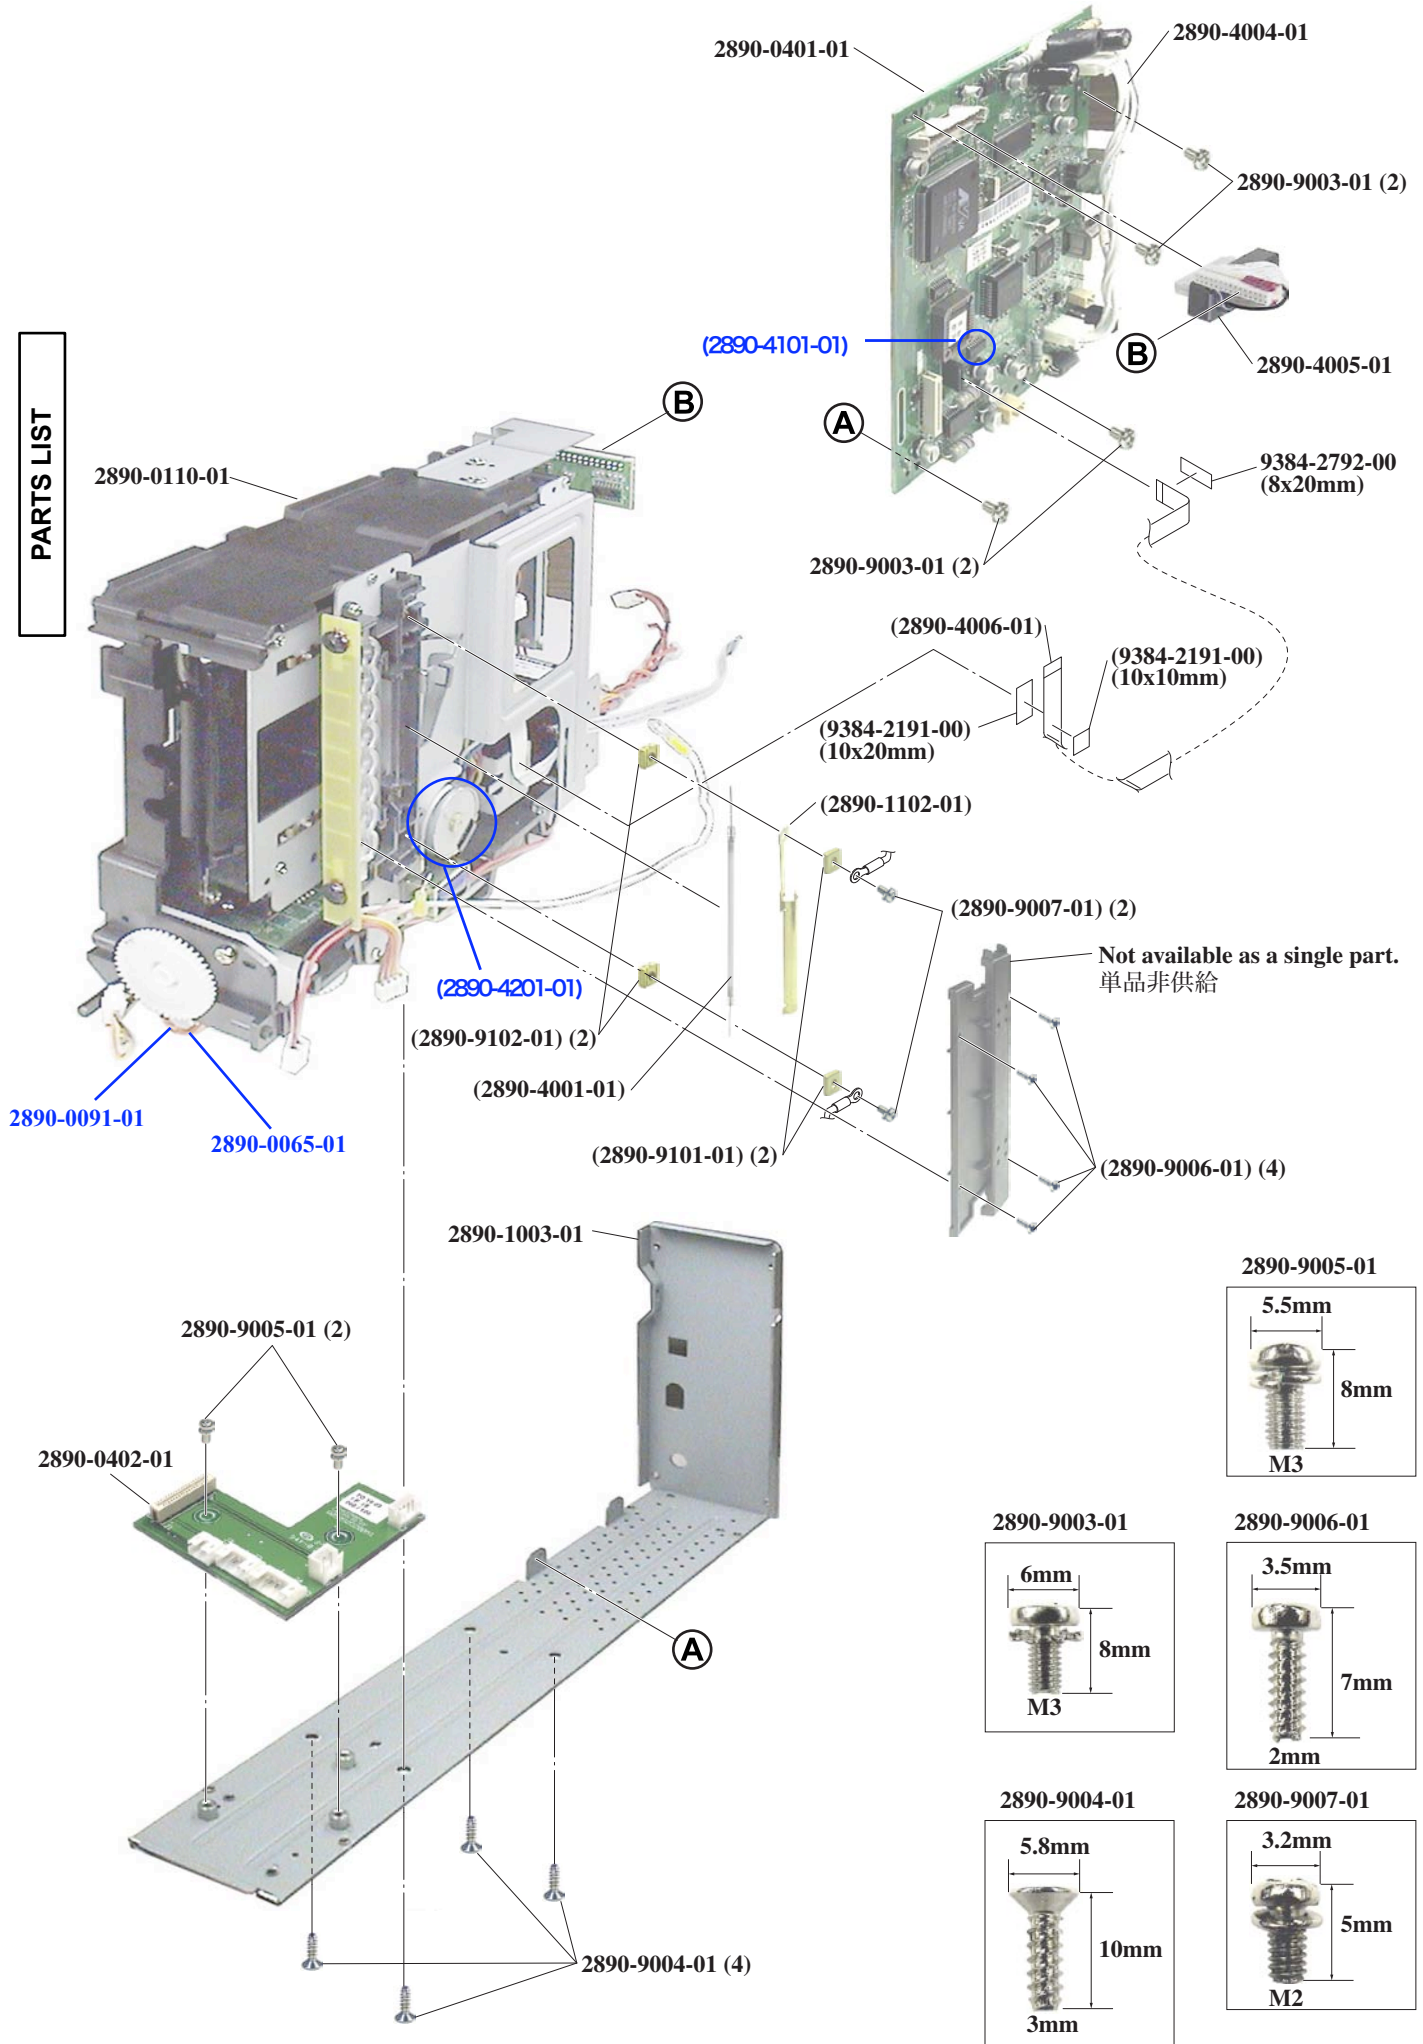 PARTS LIST
2890-0401-01
2890-4004-01
2890-9003-01 (2)
(2890-4101-01)
B
2890-4005-01
A
B
2890-0110-01
9384-2792-00
(8x20mm)
2890-9003-01 (2)
(2890-4006-01)
(9384-2191-00)
(10x10mm)
(9384-2191-00)
(10x20mm)
(2890-1102-01)
(2890-9007-01) (2)
Not available as a single part.
単品非供給
(2890-4201-01)
(2890-9102-01) (2)
(2890-4001-01)
2890-0091-01
2890-0065-01
(2890-9101-01) (2)
(2890-9006-01) (4)
2890-1003-01
2890-9005-01
5.5mm
8mm
M3
2890-9005-01 (2)
2890-0402-01
2890-9003-01
6mm
8mm
M3
2890-9006-01
3.5mm
7mm
2mm
A
2890-9004-01
5.8mm
10mm
3mm
2890-9007-01
3.2mm
5mm
M2
2890-9004-01 (4)